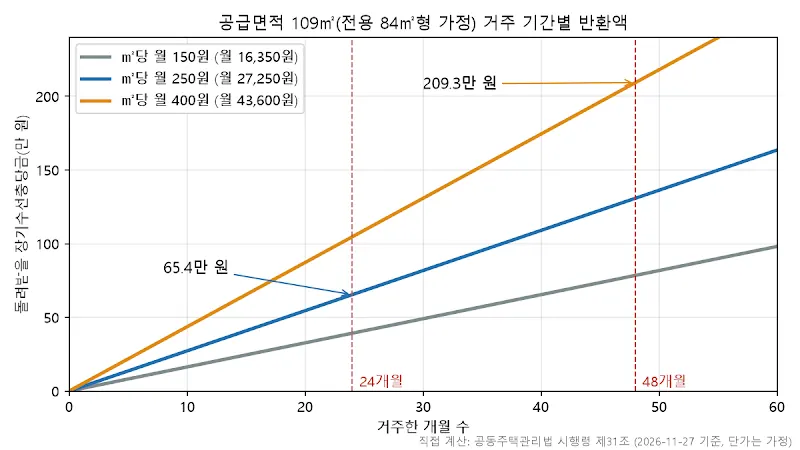 공급면적 109㎡(전용 84㎡형 가정) 거주 기간별 반환액
㎡당 월 150원 (월 16,350원)
㎡당 월 250원 (월 27,250원)
㎡당 월 400원 (월 43,600원)
209.3만 원
65.4만 원
24개월
48개월
돌려받을 장기수선충당금(만 원)
200
150
100
50
0
0 10 20 30 40 50 60
거주한 개월 수
직접 계산: 공동주택관리법 시행령 제31조 (2026-11-27 기준, 단가는 가정)